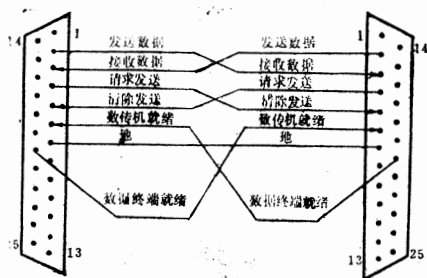 1
14
发送数据
接收数据
请求发送
清除发送
数传机就绪
地
数据终端就绪
5
13
发送数据
接收数据
请求发送
清除发送
数传机就绪
地
数据终端就绪
1
14
13
25